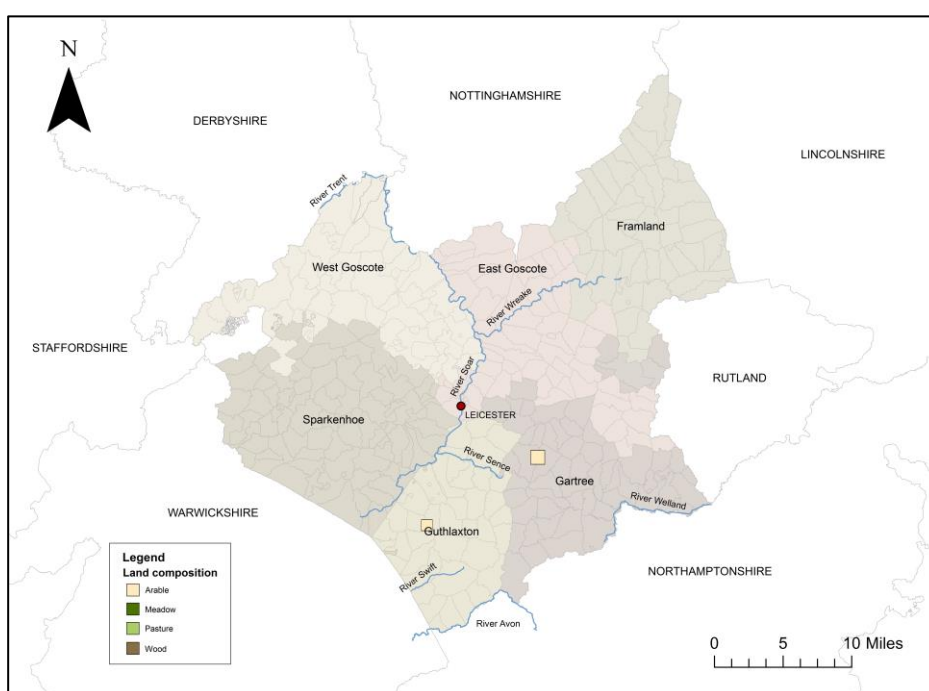 N
NOTTINGHAMSHIRE
DERBYSHIRE
LINCOLNSHIRE
River Trent
Framland
West Goscote
East Goscote
River Wreake
STAFFORDSHIRE
River Soar
RUTLAND
LEICESTER
Sparkenhoe
River Sence
Gartree
River Welland
WARWICKSHIRE
Guthlaxton
Legend
Land composition
Arable
Meadow
Pasture
Wood
River Swift
NORTHAMPTONSHIRE
River Avon
0 5 10 Miles